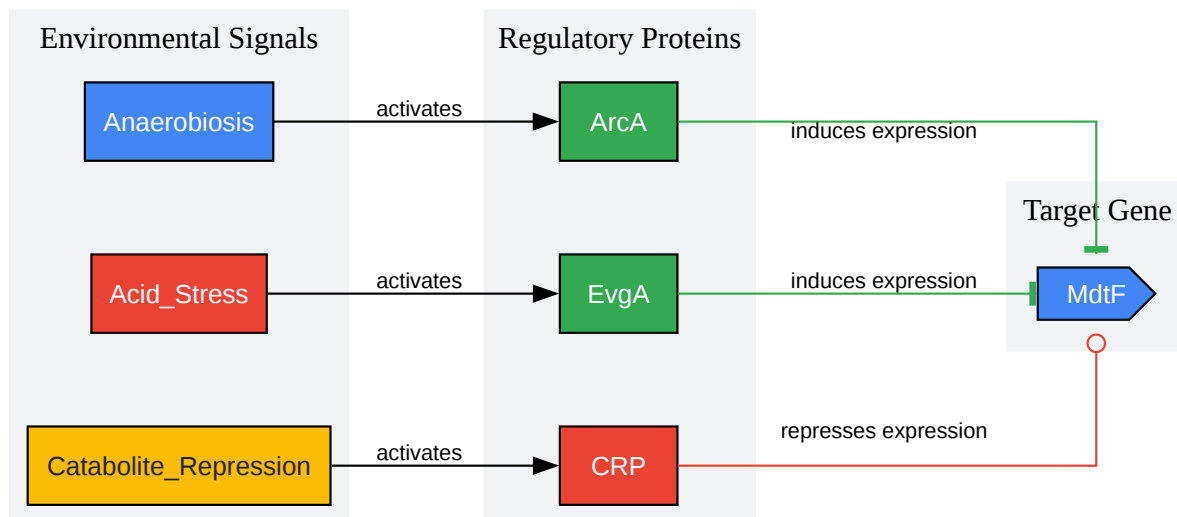 Environmental Signals
Regulatory Proteins
Anaerobiosis
activates
ArcA
induces expression
Target Gene
Acid_Stress
activates
EvgA
induces expression
MdtF
Catabolite_Repression
activates
CRP
represses expression